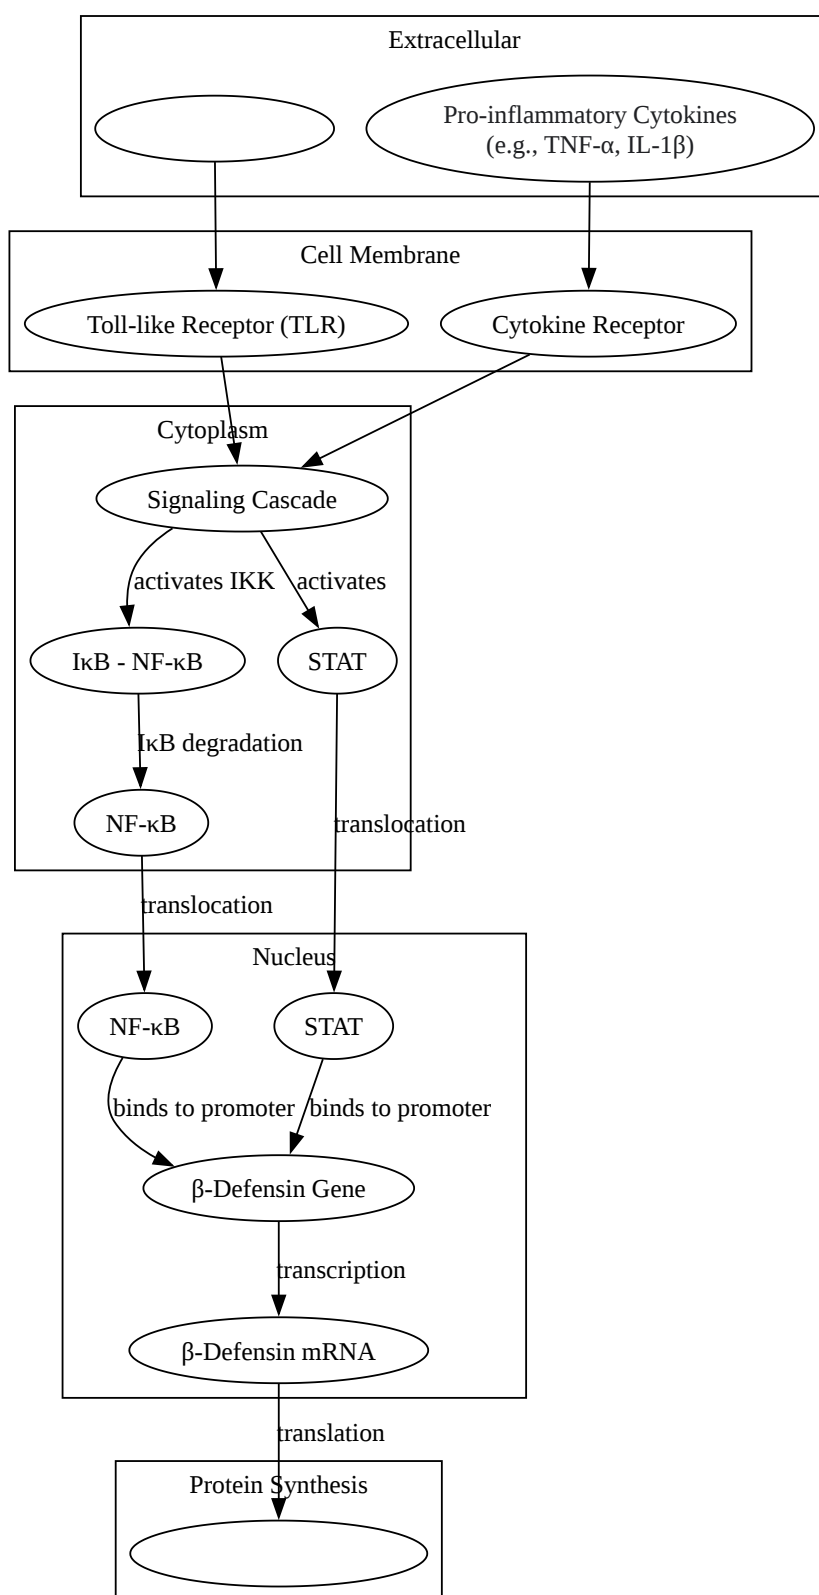 Extracellular
Pro-inflammatory Cytokines
(e.g., TNF-α, IL-1β)
Cell Membrane
Toll-like Receptor (TLR)
Cytokine Receptor
Cytoplasm
Signaling Cascade
activates IKK
activates
IκB - NF-κB
STAT
IκB degradation
NF-κB
translocation
translocation
Nucleus
NF-κB
STAT
binds to promoter
binds to promoter
β-Defensin Gene
transcription
β-Defensin mRNA
translation
Protein Synthesis